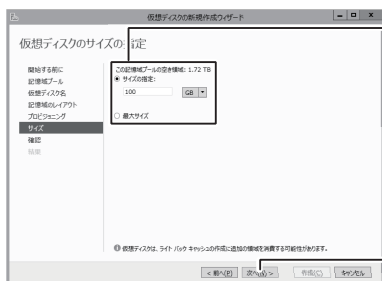 仮想ディスクの新規作成ウィザード
仮想ディスクのサイズの指定
開始する前に
記憶域プール
仮想ディスク名
記憶域のレイアウト
プロビジョニング
サイズ
確認
結果
この記憶域プールの空き領域: 1.72 TB
サイズの指定:
100 GB
最大サイズ
仮想ディスクは、ライト バック キャッシュの作成に追加の領域を消費する可能性があります。
< 前へ(P) 次へ(N) > 作成(C) キャンセル